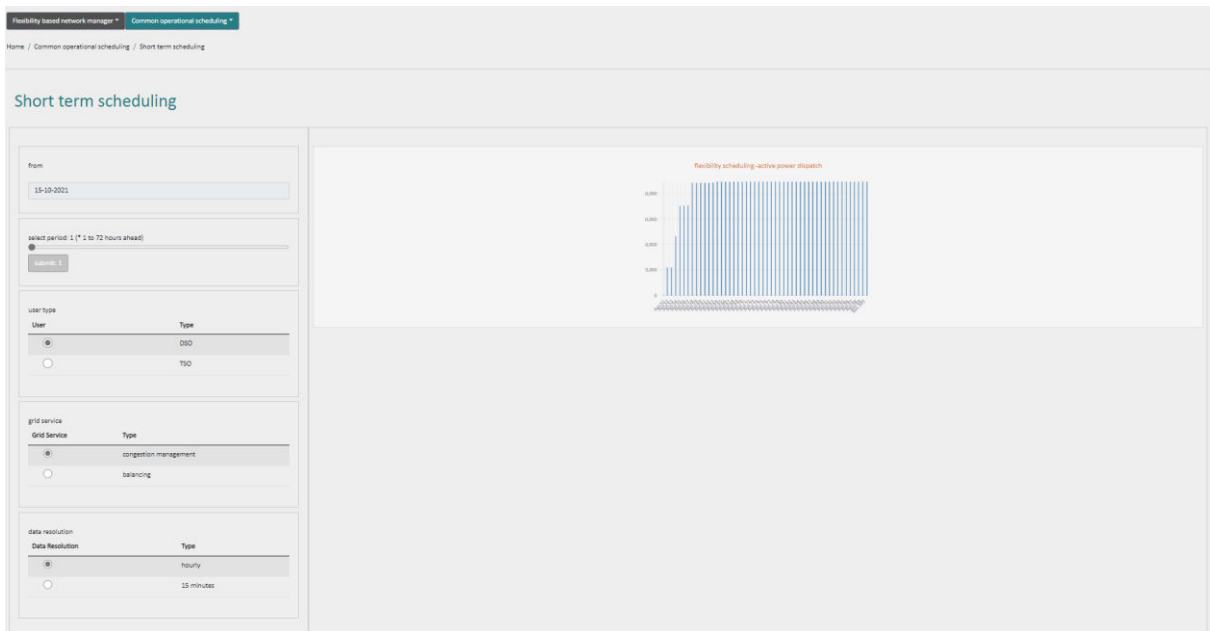 Flexibility based network manager
Common operational scheduling
Home / Common operational scheduling / Short term scheduling
Short term scheduling
from
15-10-2021
select period: 1 (* 1 to 72 hours ahead)
submit: 1
user type
User Type
DSO
TSO
grid service
Grid Service Type
congestion management
balancing
data resolution
Data Resolution Type
hourly
15 minutes
flexibility scheduling-active power dispatch
0